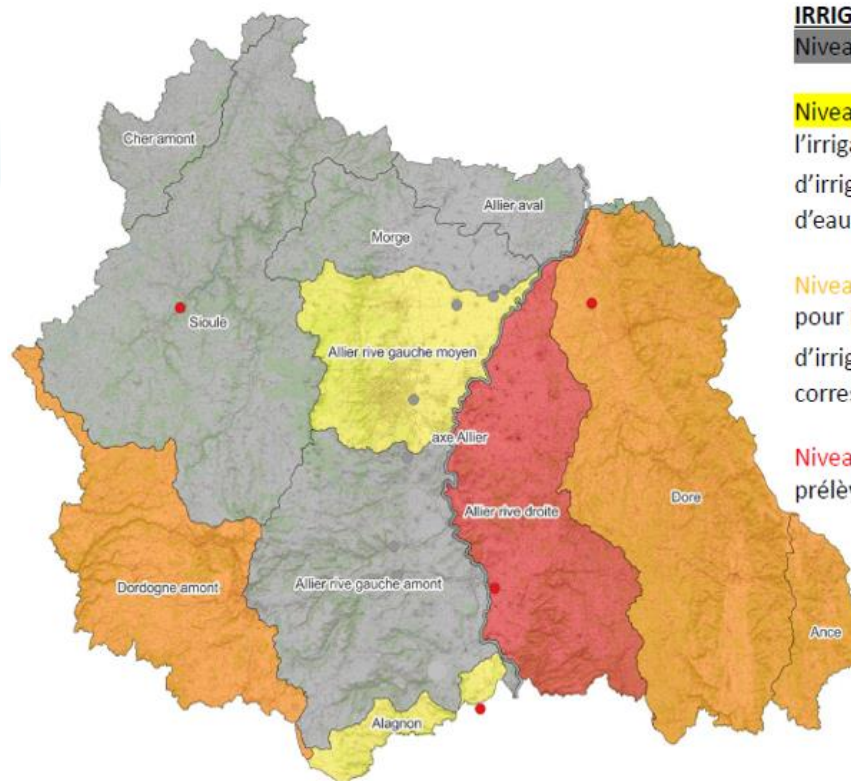 Cher amont
Allier aval
Morge
Sioule
Allier rive gauche moyen
axe Allier
Allier rive droite
Dore
Dordogne amont
Allier rive gauche amont
Ance
Alagnon
IRRIG
Nivea
Nivea
l'irriga
d'irrig
d'eau
Nivea
pour
d'irrig
corres
Nivea
prélèv